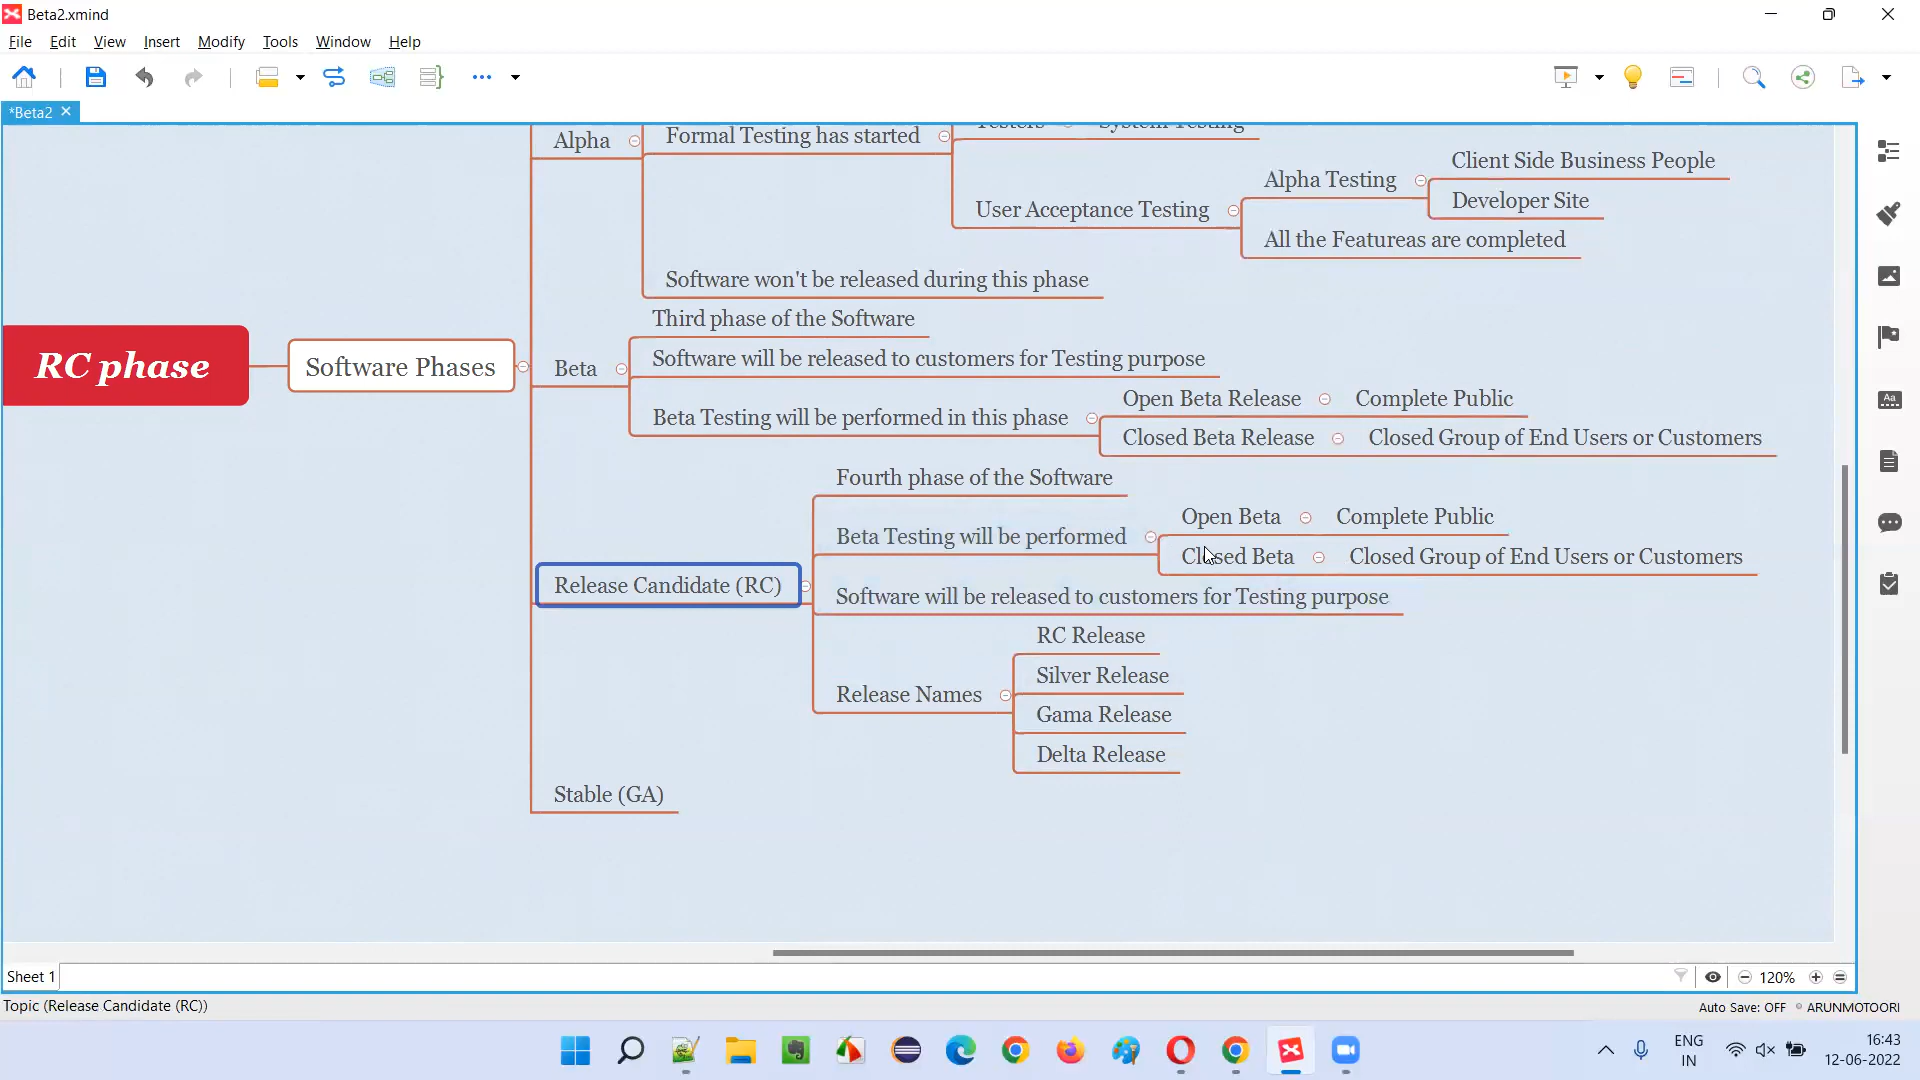 Beta2.xmind
File Edit View Insert Modify Tools Window Help
*Beta2
Alpha
Formal Testing has started
Testers
System Testing
User Acceptance Testing
Alpha Testing
Client Side Business People
Developer Site
All the Featureas are completed
Software won't be released during this phase
RC phase
Software Phases
Beta
Third phase of the Software
Software will be released to customers for Testing purpose
Beta Testing will be performed in this phase
Open Beta Release
Complete Public
Closed Beta Release
Closed Group of End Users or Customers
Release Candidate (RC)
Fourth phase of the Software
Beta Testing will be performed
Open Beta
Complete Public
Closed Beta
Closed Group of End Users or Customers
Software will be released to customers for Testing purpose
Release Names
RC Release
Silver Release
Gama Release
Delta Release
Stable (GA)
Sheet 1
120%
Topic (Release Candidate (RC))
Auto Save: OFF
ARUNMOTOORI
Aa
ENG
IN
16:43
12-06-2022